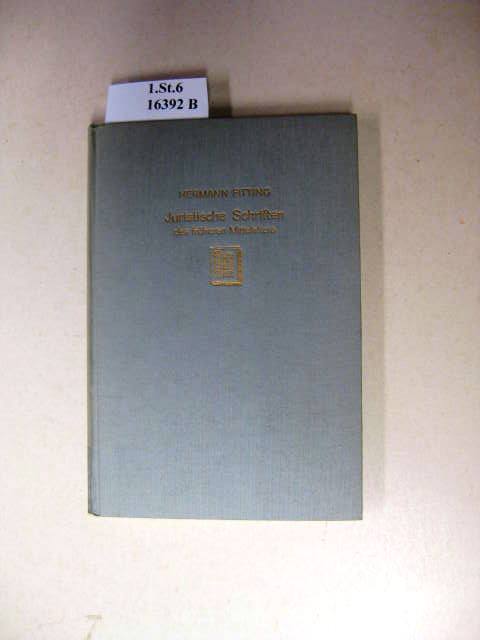 1.St.6
16392 B
HERMANN FITTING
Juristische Schriften
des früheren Mittelalters